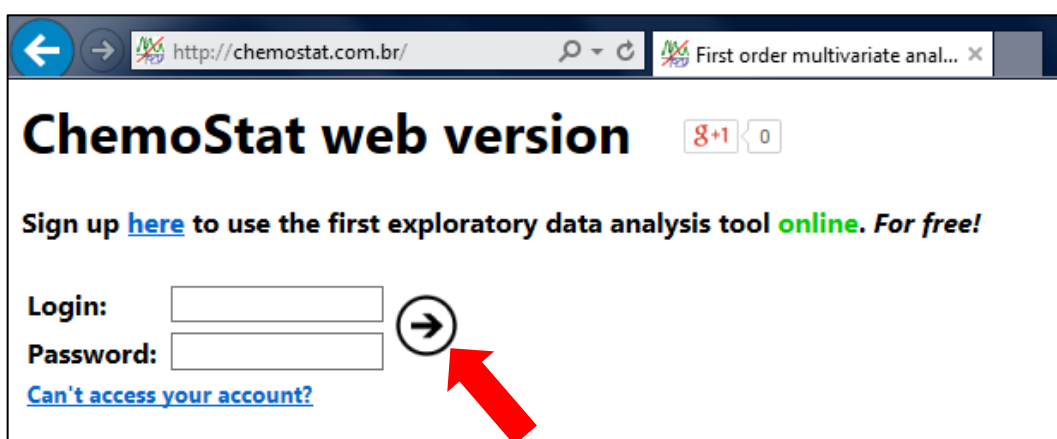 http://chemostat.com.br/
First order multivariate anal...
ChemoStat web version
g+1 0
Sign up here to use the first exploratory data analysis tool online. For free!
Login:
Password:
Can't access your account?